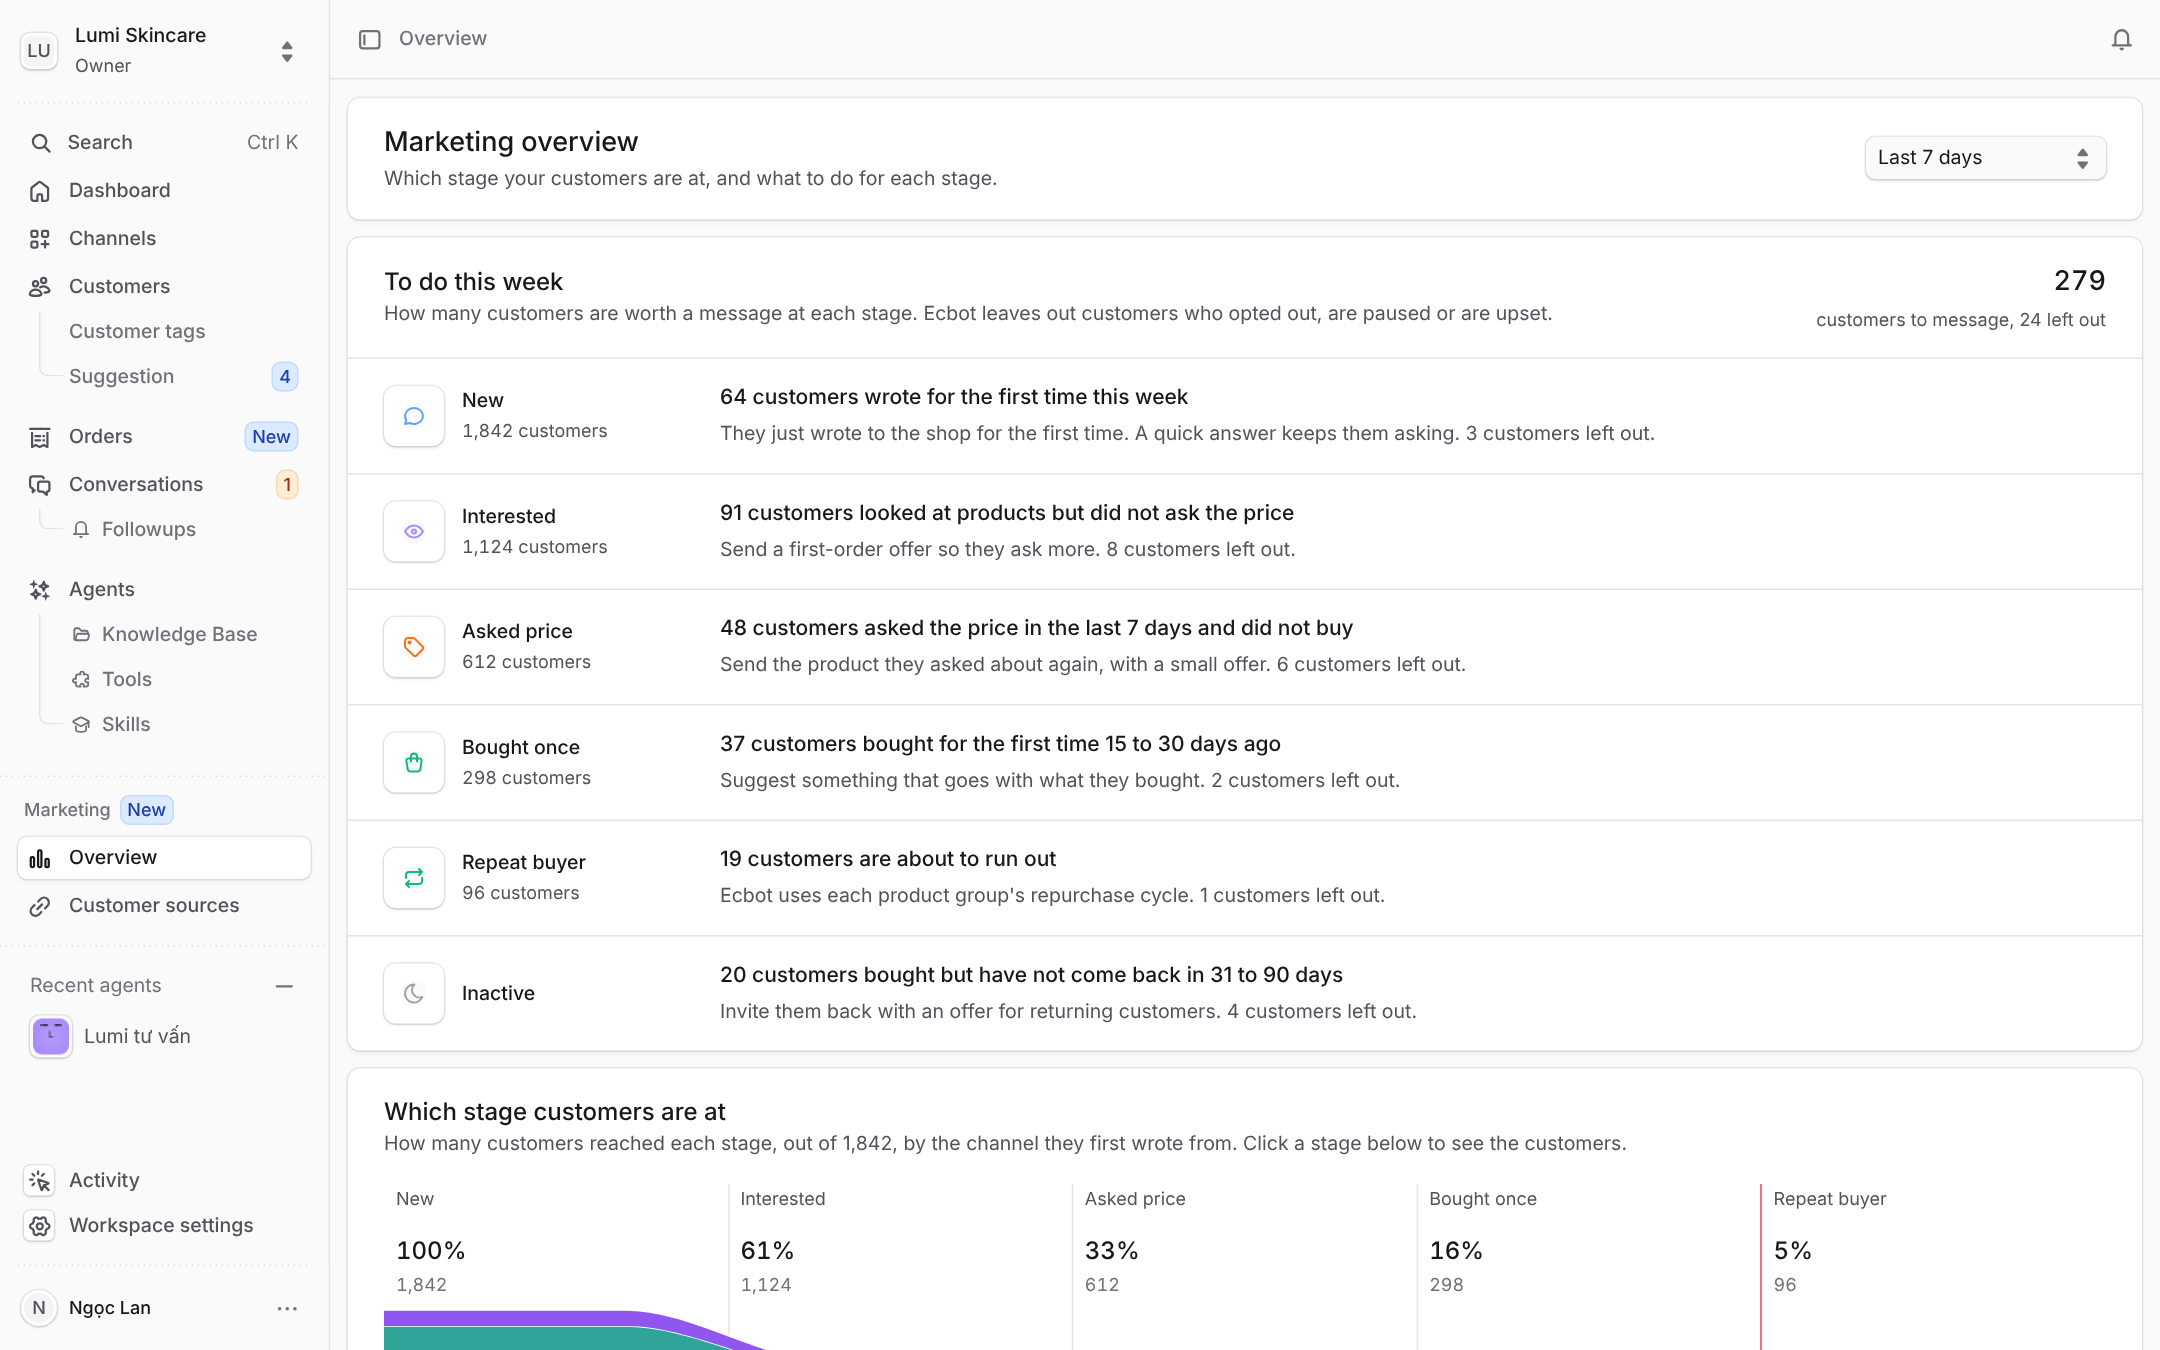 LU
Lumi Skincare
Owner
Search Ctrl K
Dashboard
Channels
Customers
Customer tags
Suggestion 4
Orders New
Conversations 1
Followups
Agents
Knowledge Base
Tools
Skills
Marketing New
Overview
Customer sources
Recent agents
Lumi tư vấn
Activity
Workspace settings
N Ngọc Lan
Overview
Marketing overview
Which stage your customers are at, and what to do for each stage.
Last 7 days
To do this week
How many customers are worth a message at each stage. Ecbot leaves out customers who opted out, are paused or are upset.
279
customers to message, 24 left out
New
1,842 customers
64 customers wrote for the first time this week
They just wrote to the shop for the first time. A quick answer keeps them asking. 3 customers left out.
Interested
1,124 customers
91 customers looked at products but did not ask the price
Send a first-order offer so they ask more. 8 customers left out.
Asked price
612 customers
48 customers asked the price in the last 7 days and did not buy
Send the product they asked about again, with a small offer. 6 customers left out.
Bought once
298 customers
37 customers bought for the first time 15 to 30 days ago
Suggest something that goes with what they bought. 2 customers left out.
Repeat buyer
96 customers
19 customers are about to run out
Ecbot uses each product group's repurchase cycle. 1 customers left out.
Inactive
20 customers bought but have not come back in 31 to 90 days
Invite them back with an offer for returning customers. 4 customers left out.
Which stage customers are at
How many customers reached each stage, out of 1,842, by the channel they first wrote from. Click a stage below to see the customers.
New
100%
1,842
Interested
61%
1,124
Asked price
33%
612
Bought once
16%
298
Repeat buyer
5%
96